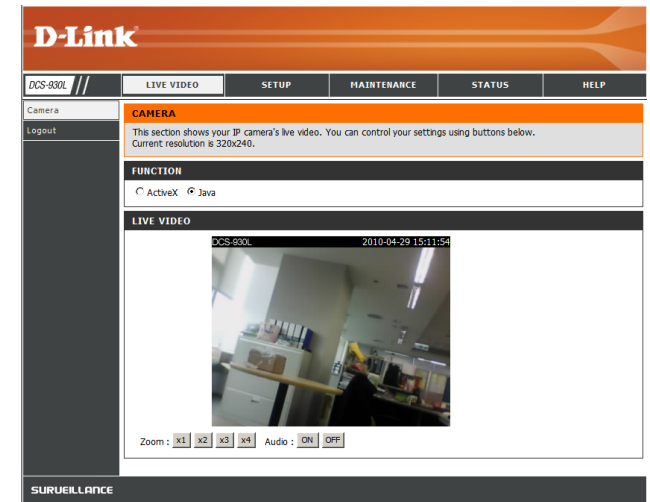 D-Link
DCS-930L // LIVE VIDEO SETUP MAINTENANCE STATUS HELP
Camera
Logout
CAMERA
This section shows your IP camera's live video. You can control your settings using buttons below.
Current resolution is 320x240.
FUNCTION
ActiveX Java
LIVE VIDEO
DCS-930L 2010-04-29 15:11:54
Zoom : x1 x2 x3 x4 Audio : ON OFF
SURVEILLANCE